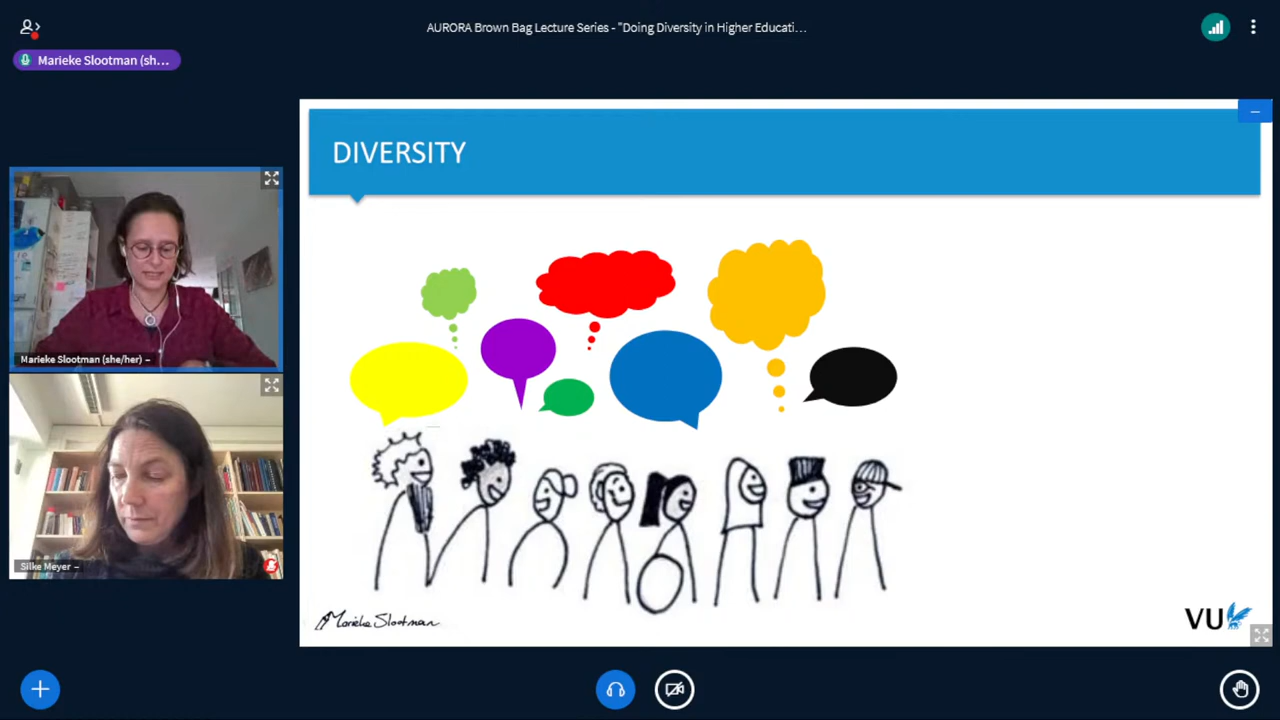 AURORA Brown Bag Lecture Series - "Doing Diversity in Higher Educati…
Marieke Slootman (sh…
DIVERSITY
Marieke Slootman (she/her) –
Silke Meyer –
Marieke Slootman
VU